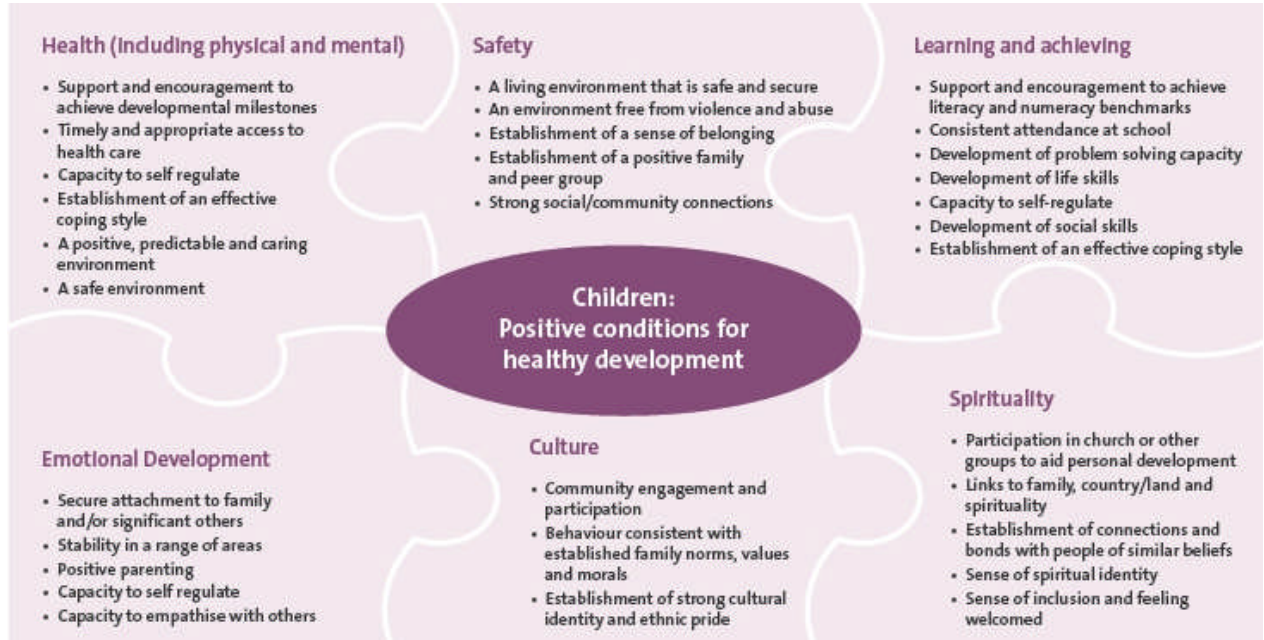 Health (including physical and mental)
• Support and encouragement to
achieve developmental milestones
• Timely and appropriate access to
health care
• Capacity to self regulate
• Establishment of an effective
coping style
• A positive, predictable and caring
environment
• A safe environment
Safety
• A living environment that is safe and secure
• An environment free from violence and abuse
• Establishment of a sense of belonging
• Establishment of a positive family
and peer group
• Strong social/community connections
Learning and achieving
• Support and encouragement to achieve
literacy and numeracy benchmarks
• Consistent attendance at school
• Development of problem solving capacity
• Development of life skills
• Capacity to self-regulate
• Development of social skills
• Establishment of an effective coping style
Children:
Positive conditions for
healthy development
Emotional Development
• Secure attachment to family
and/or significant others
• Stability in a range of areas
• Positive parenting
• Capacity to self regulate
• Capacity to empathise with others
Culture
• Community engagement and
participation
• Behaviour consistent with
established family norms, values
and morals
• Establishment of strong cultural
identity and ethnic pride
Spirituality
• Participation in church or other
groups to aid personal development
• Links to family, country/land and
spirituality
• Establishment of connections and
bonds with people of similar beliefs
• Sense of spiritual identity
• Sense of inclusion and feeling
welcomed